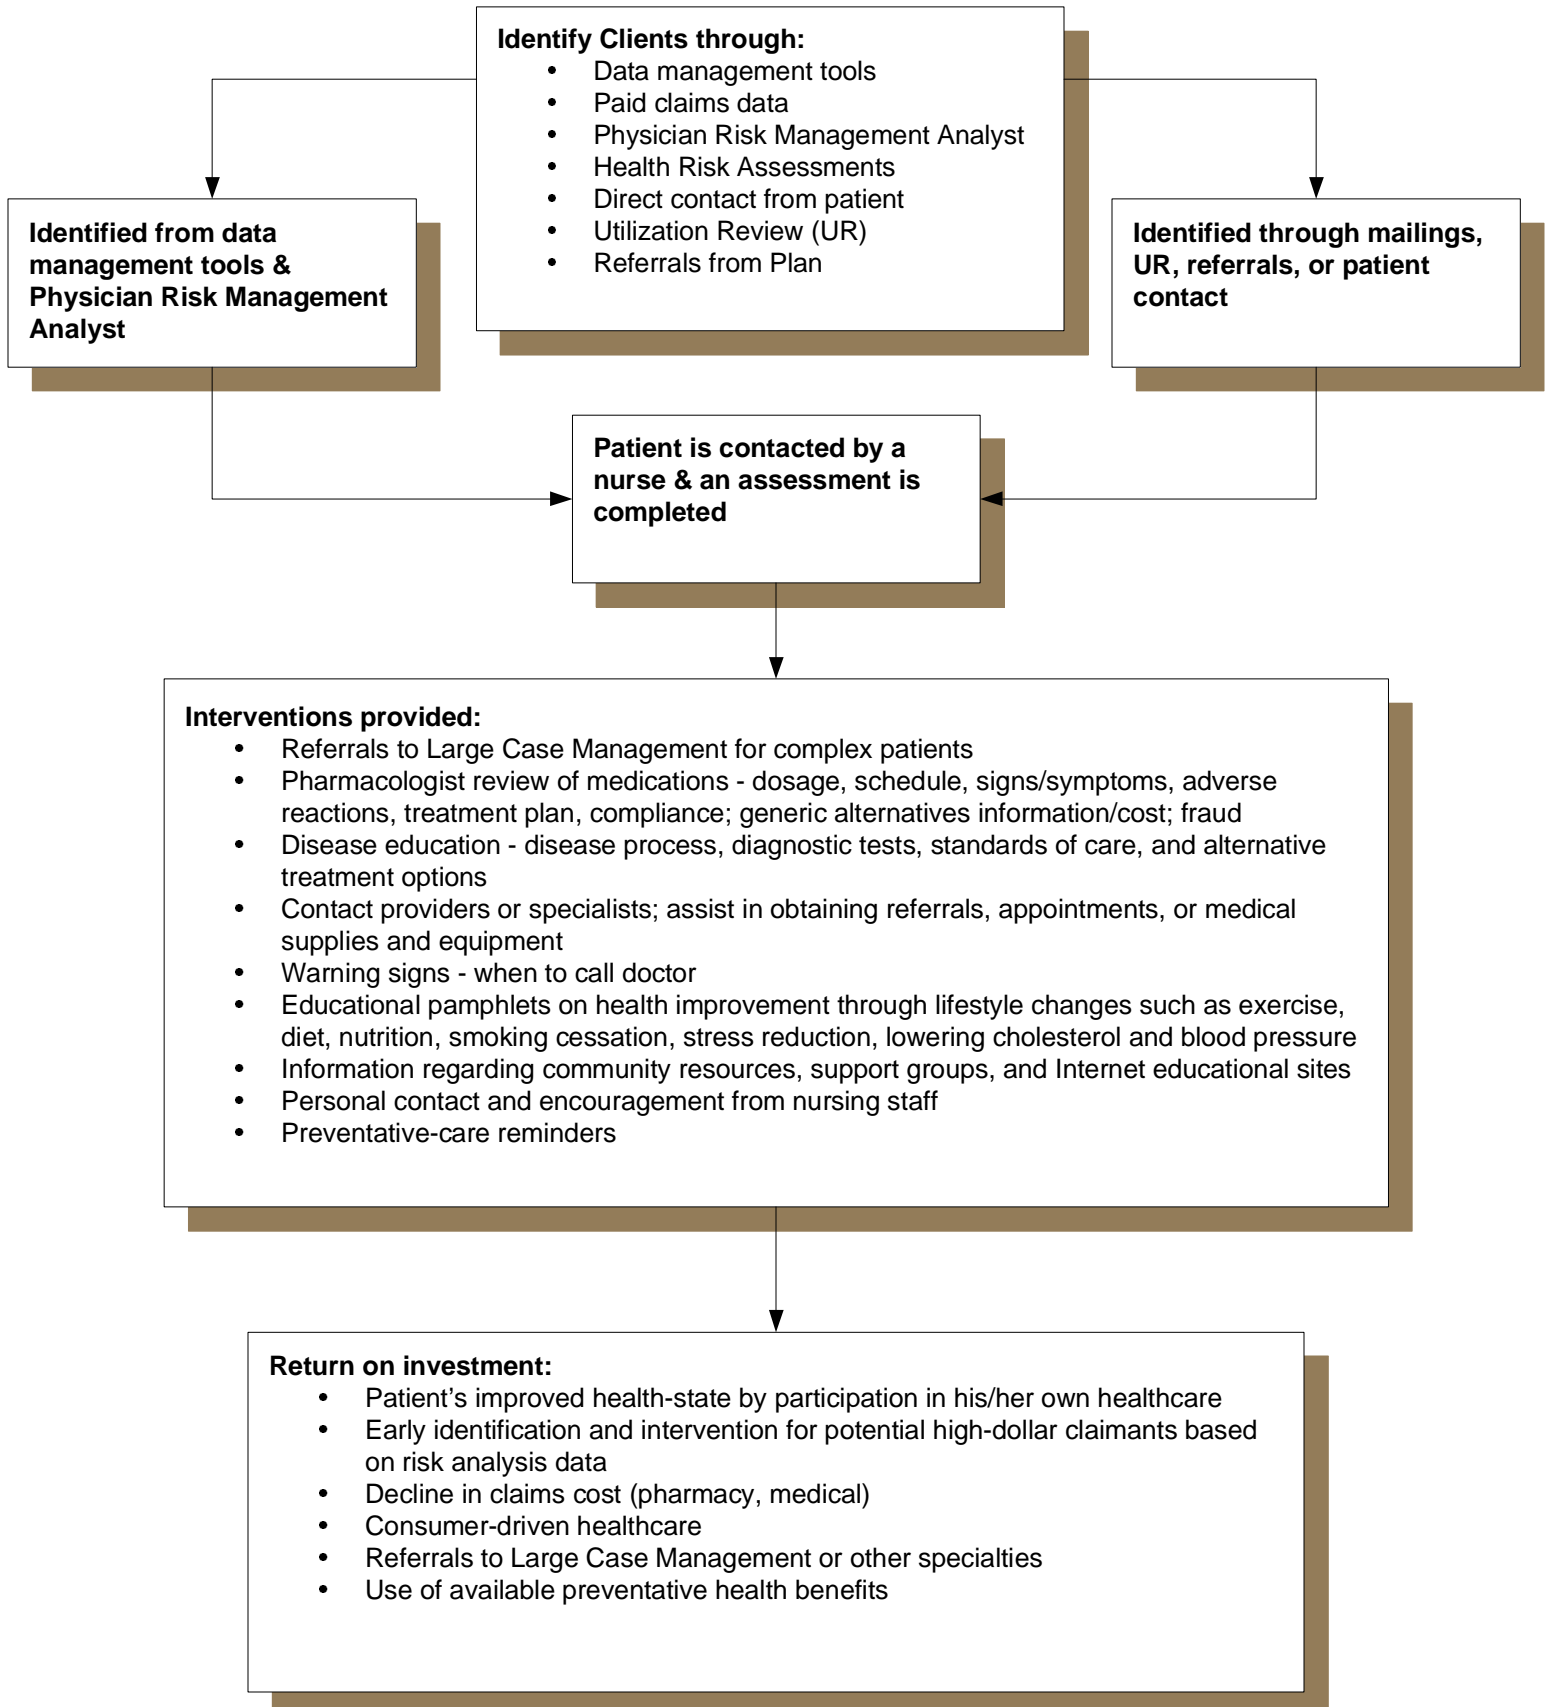 Identify Clients through:
• Data management tools
• Paid claims data
• Physician Risk Management Analyst
• Health Risk Assessments
• Direct contact from patient
• Utilization Review (UR)
• Referrals from Plan
Identified from data
management tools &
Physician Risk Management
Analyst
Identified through mailings,
UR, referrals, or patient
contact
Patient is contacted by a
nurse & an assessment is
completed
Interventions provided:
• Referrals to Large Case Management for complex patients
• Pharmacologist review of medications - dosage, schedule, signs/symptoms, adverse
reactions, treatment plan, compliance; generic alternatives information/cost; fraud
• Disease education - disease process, diagnostic tests, standards of care, and alternative
treatment options
• Contact providers or specialists; assist in obtaining referrals, appointments, or medical
supplies and equipment
• Warning signs - when to call doctor
• Educational pamphlets on health improvement through lifestyle changes such as exercise,
diet, nutrition, smoking cessation, stress reduction, lowering cholesterol and blood pressure
• Information regarding community resources, support groups, and Internet educational sites
• Personal contact and encouragement from nursing staff
• Preventative-care reminders
Return on investment:
• Patient’s improved health-state by participation in his/her own healthcare
• Early identification and intervention for potential high-dollar claimants based
on risk analysis data
• Decline in claims cost (pharmacy, medical)
• Consumer-driven healthcare
• Referrals to Large Case Management or other specialties
• Use of available preventative health benefits